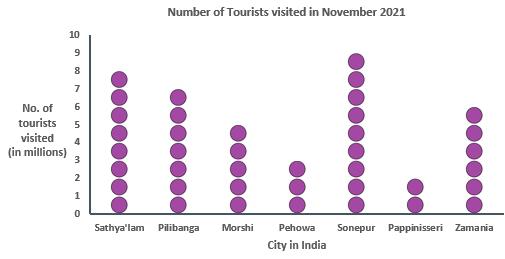 Number of Tourists visited in November 2021
10
9
8
7
6
5
4
3
2
1
0
No. of
tourists
visited
(in millions)
Sathya'lam Pilibanga Morshi Pehowa Sonepur Pappinisseri Zamania
City in India